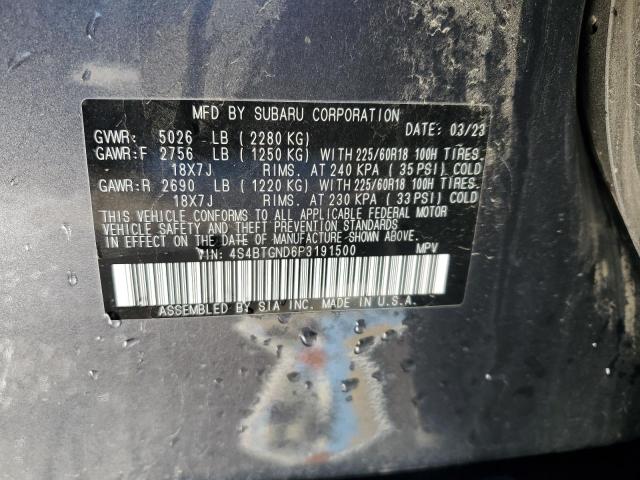 MFD BY SUBARU CORPORATION
DATE: 03/23
GVWR: 5026 LB (2280 KG)
GAWR:F 2756 LB (1250 KG) WITH 225/60R18 100H TIRES,
18X7J RIMS. AT 240 KPA (35 PSI) COLD
GAWR:R 2690 LB (1220 KG) WITH 225/60R18 100H TIRES,
18X7J RIMS. AT 230 KPA (33 PSI) COLD
THIS VEHICLE CONFORMS TO ALL APPLICABLE FEDERAL MOTOR
VEHICLE SAFETY AND THEFT PREVENTION STANDARDS
IN EFFECT ON THE DATE OF MANUFACTURE SHOWN ABOVE.
VIN: 4S4BTGND6P3191500 MPV
ASSEMBLED BY SIA INC. MADE IN U.S.A.